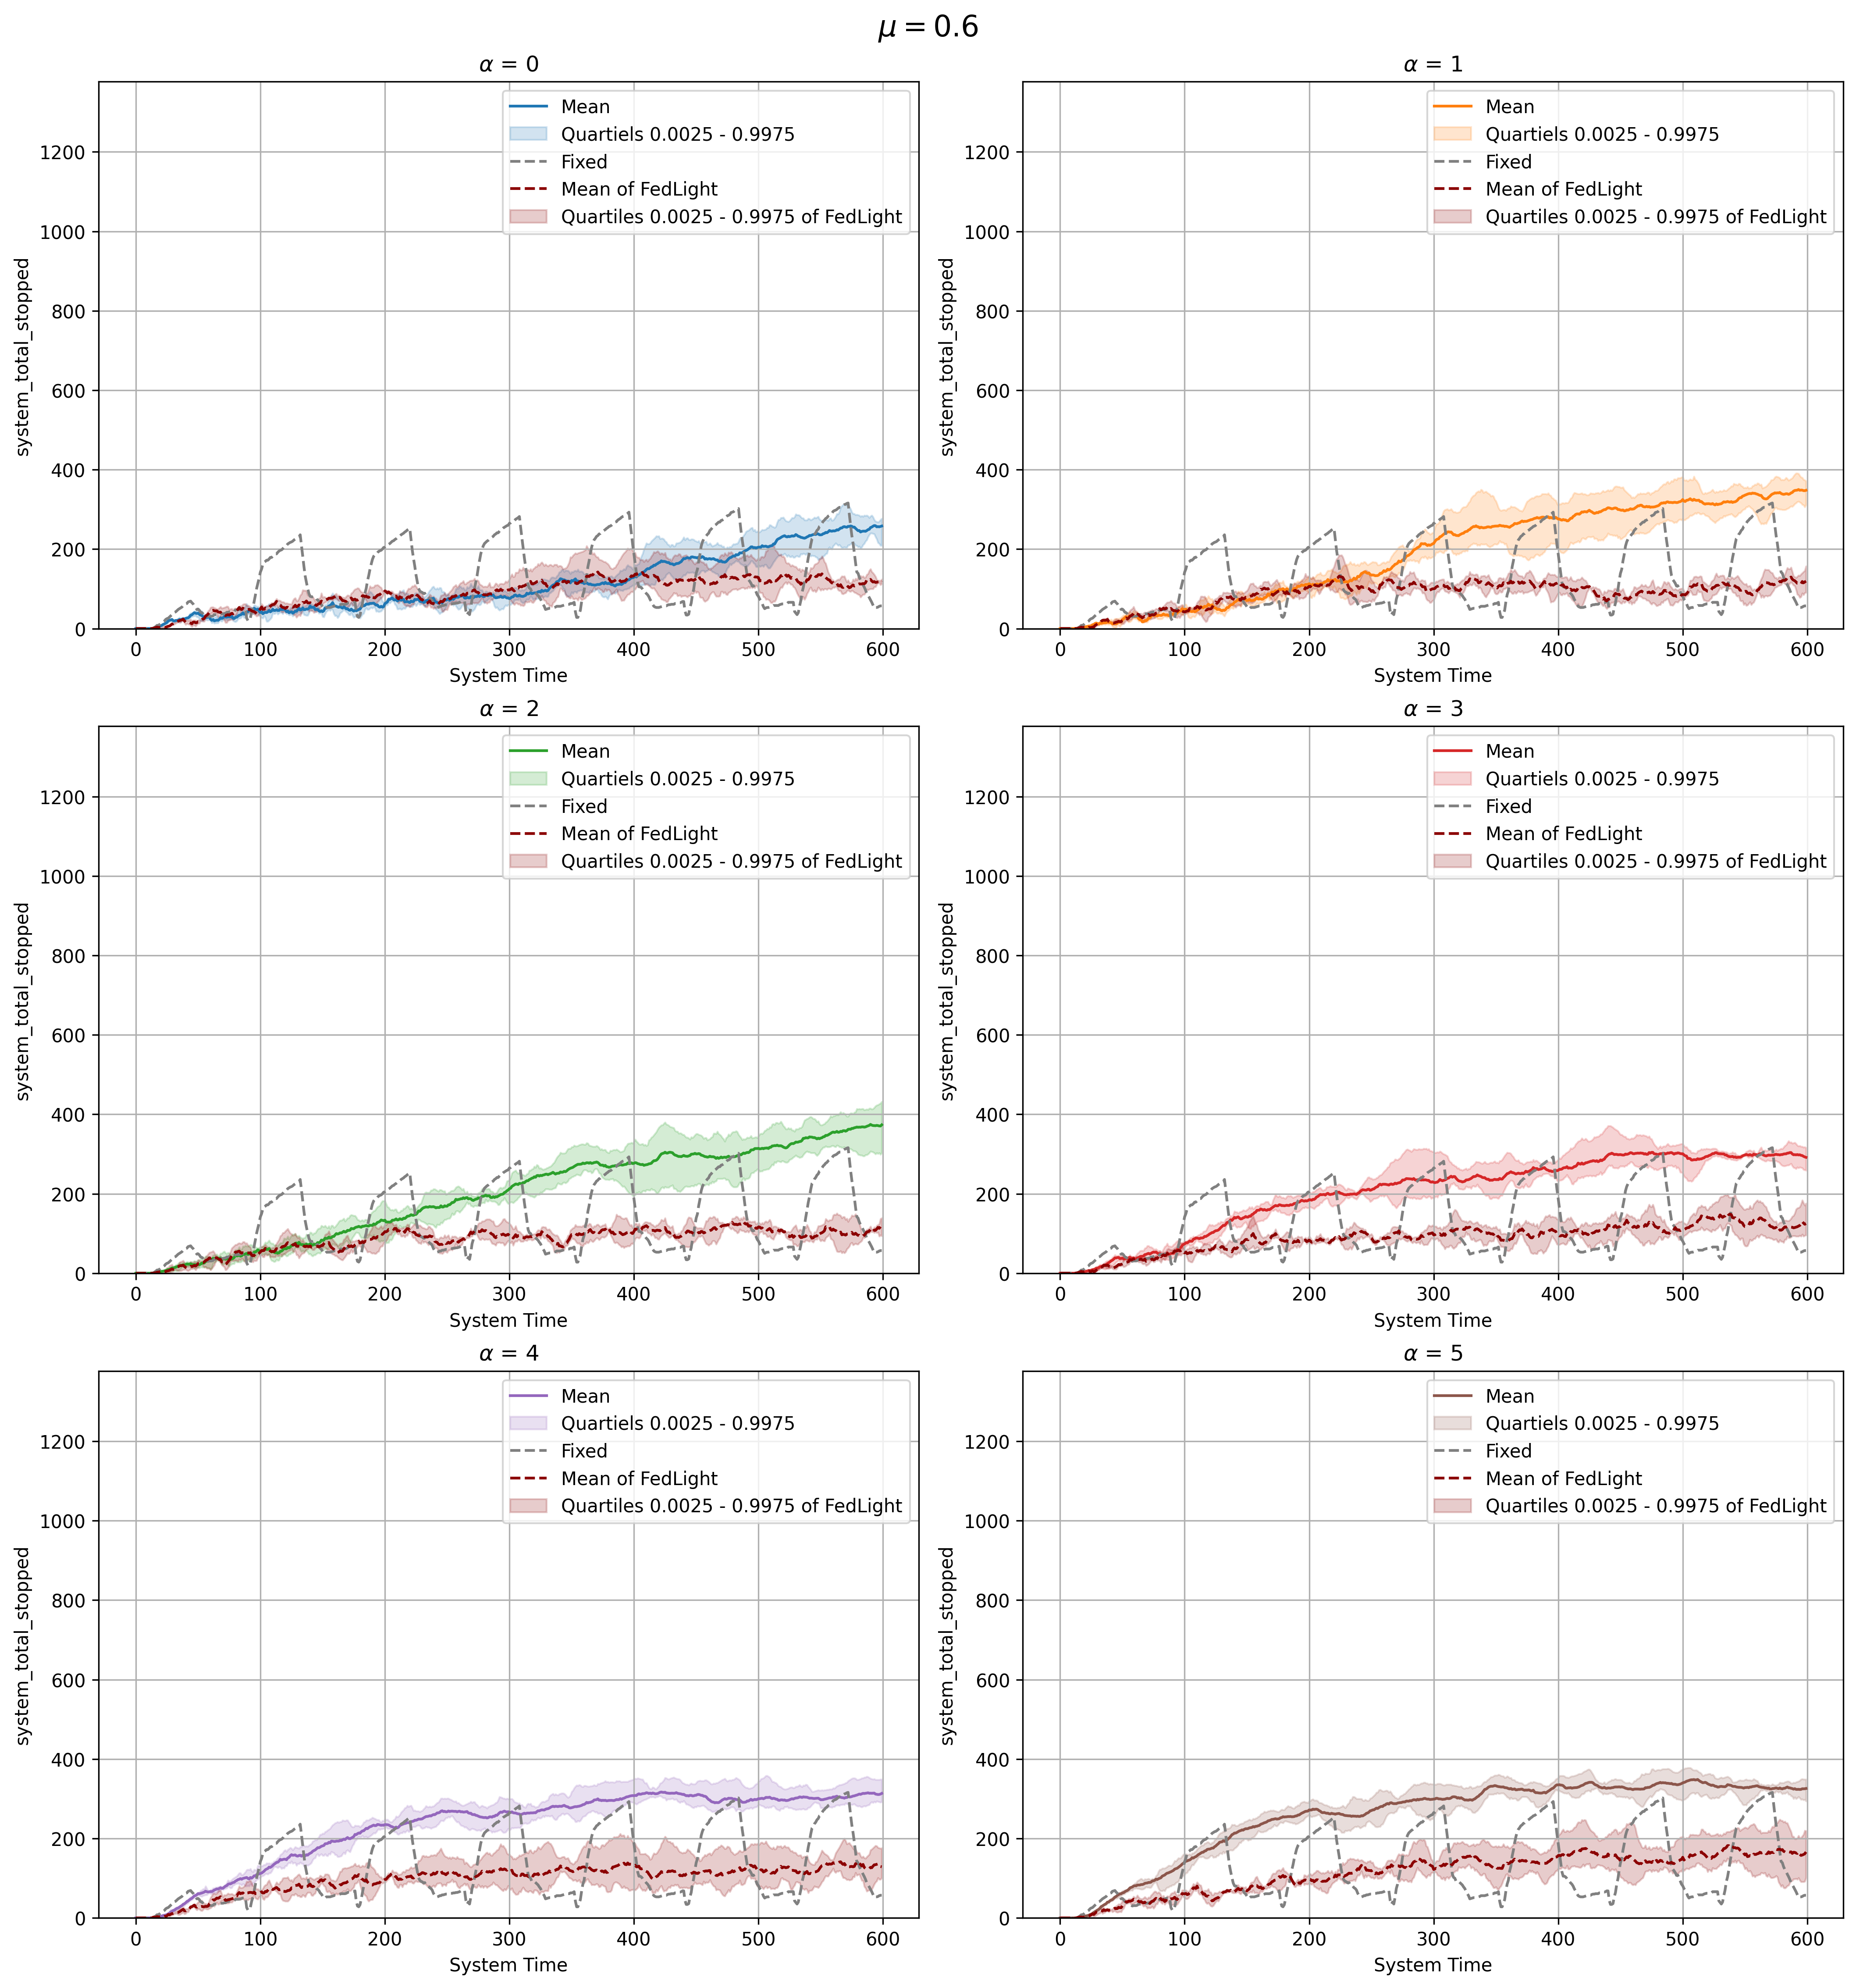 μ = 0.6
α = 0
system_total_stopped
1200
1000
800
600
400
200
0
Mean
Quartiels 0.0025 - 0.9975
Fixed
Mean of FedLight
Quartiles 0.0025 - 0.9975 of FedLight
0 100 200 300 400 500 600
System Time
α = 1
system_total_stopped
1200
1000
800
600
400
200
0
Mean
Quartiels 0.0025 - 0.9975
Fixed
Mean of FedLight
Quartiles 0.0025 - 0.9975 of FedLight
0 100 200 300 400 500 600
System Time
α = 2
system_total_stopped
1200
1000
800
600
400
200
0
Mean
Quartiels 0.0025 - 0.9975
Fixed
Mean of FedLight
Quartiles 0.0025 - 0.9975 of FedLight
0 100 200 300 400 500 600
System Time
α = 3
system_total_stopped
1200
1000
800
600
400
200
0
Mean
Quartiels 0.0025 - 0.9975
Fixed
Mean of FedLight
Quartiles 0.0025 - 0.9975 of FedLight
0 100 200 300 400 500 600
System Time
α = 4
system_total_stopped
1200
1000
800
600
400
200
0
Mean
Quartiels 0.0025 - 0.9975
Fixed
Mean of FedLight
Quartiles 0.0025 - 0.9975 of FedLight
0 100 200 300 400 500 600
System Time
α = 5
system_total_stopped
1200
1000
800
600
400
200
0
Mean
Quartiels 0.0025 - 0.9975
Fixed
Mean of FedLight
Quartiles 0.0025 - 0.9975 of FedLight
0 100 200 300 400 500 600
System Time